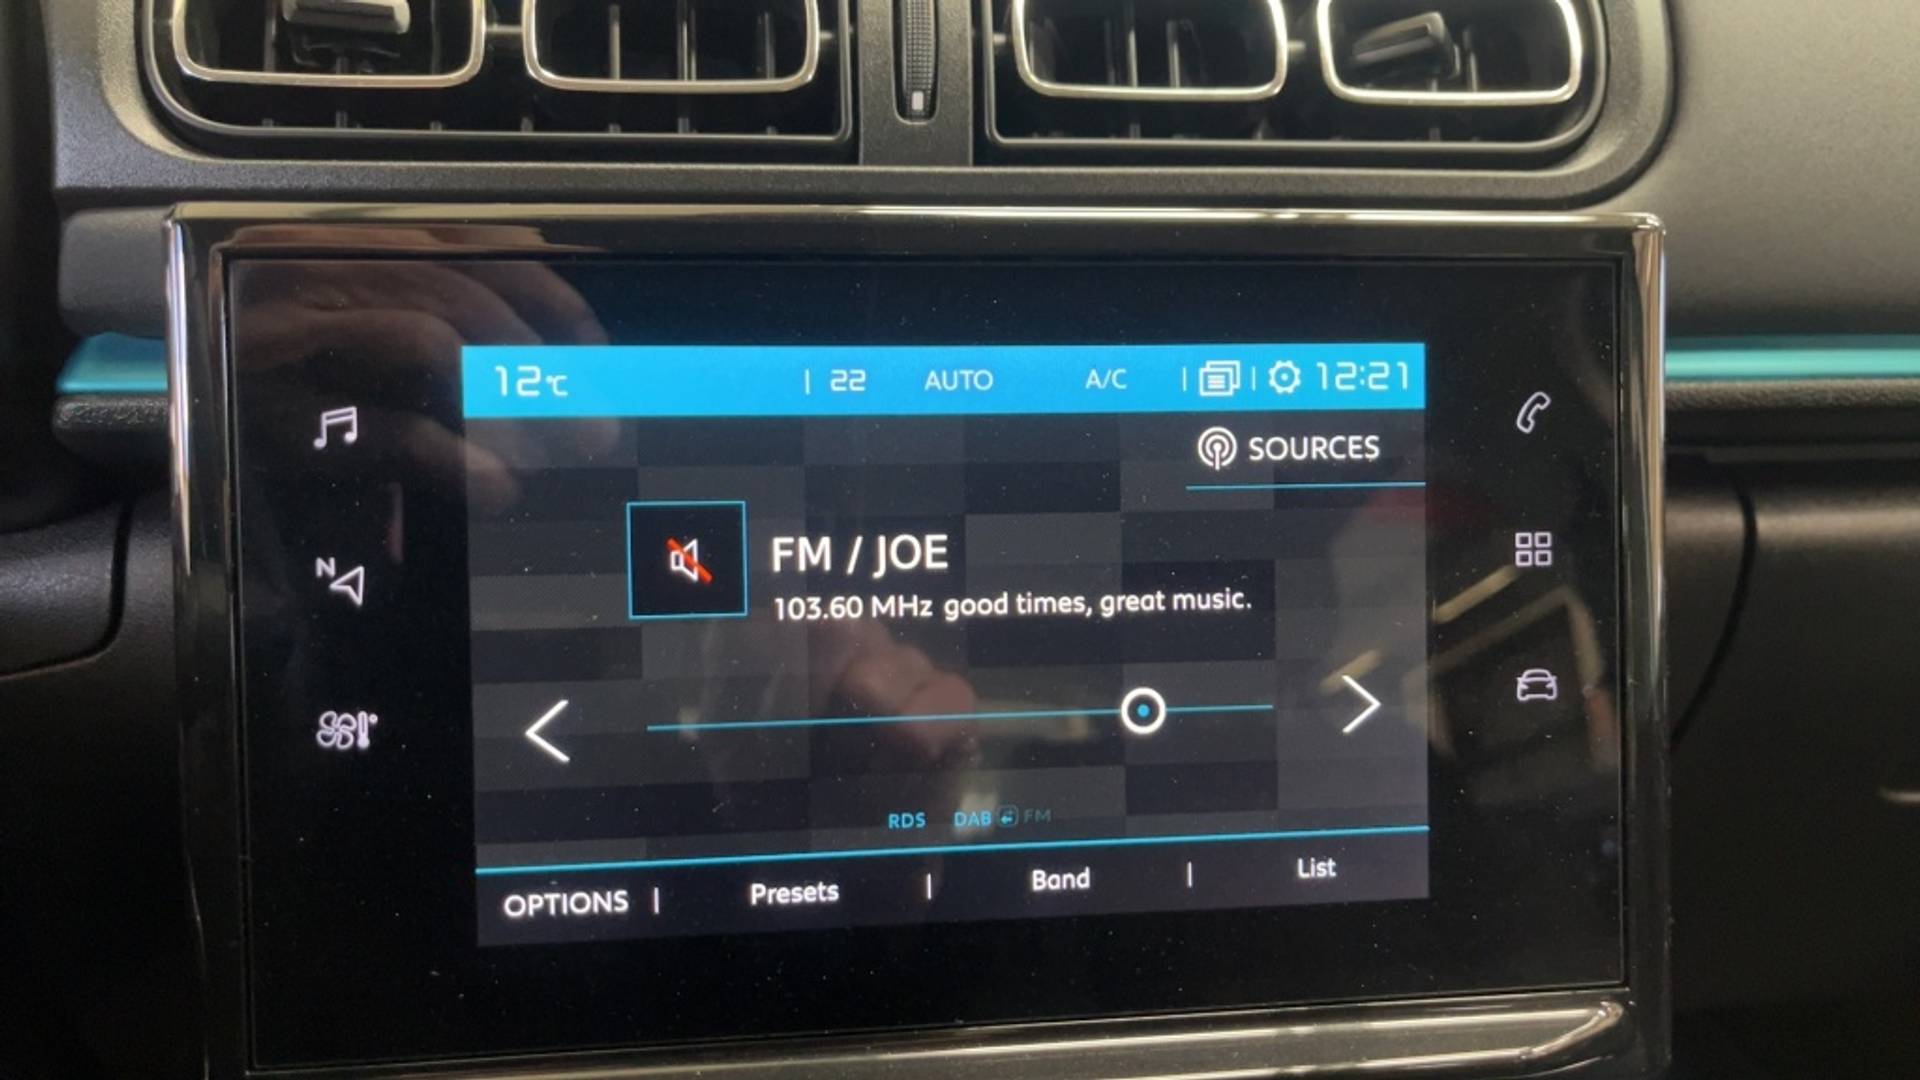 12°C | 22 AUTO A/C | | 12:21
SOURCES
N
FM / JOE
103.60 MHz good times, great music.
RDS DAB FM
OPTIONS | Presets | Band | List